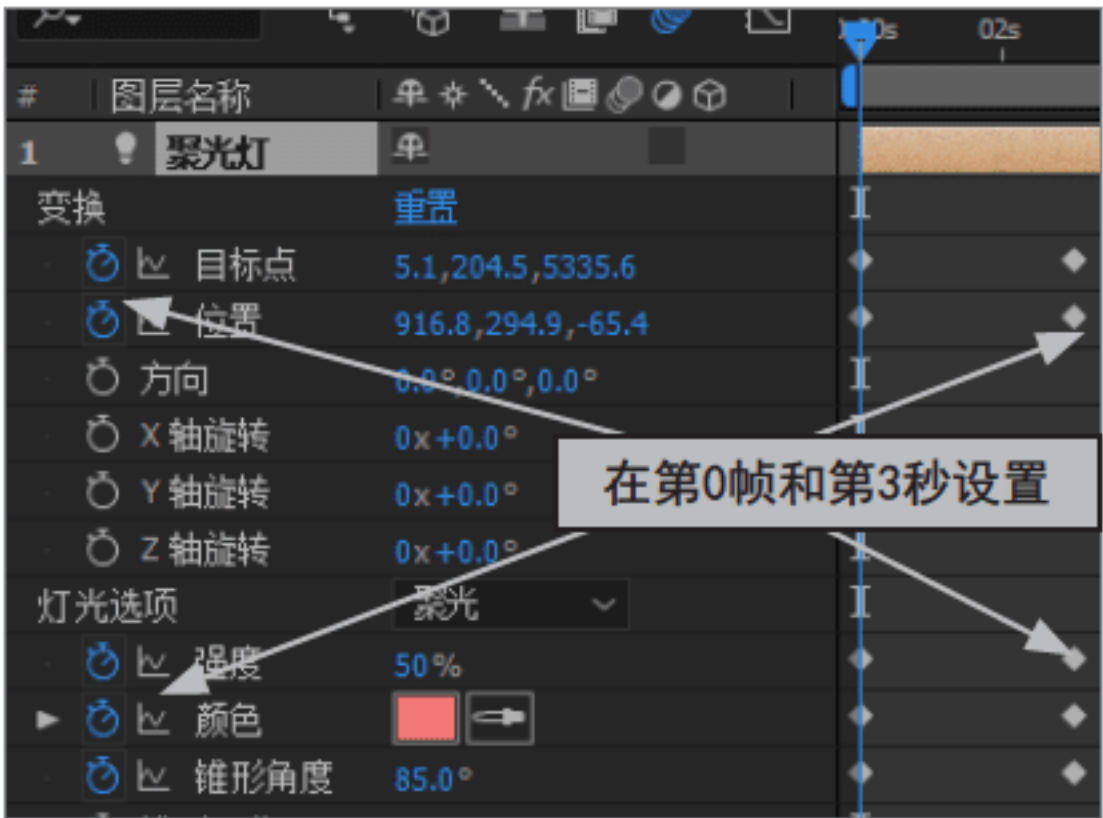 02s
# 图层名称 fx
1 聚光灯
变换 重置
目标点 5.1,204.5,5335.6
位置 916.8,294.9,-65.4
方向 0.0°,0.0°,0.0°
X 轴旋转 0x+0.0°
在第0帧和第3秒设置
Y 轴旋转 0x+0.0°
Z 轴旋转 0x+0.0°
灯光选项 聚光
强度 50%
颜色
锥形角度 85.0°